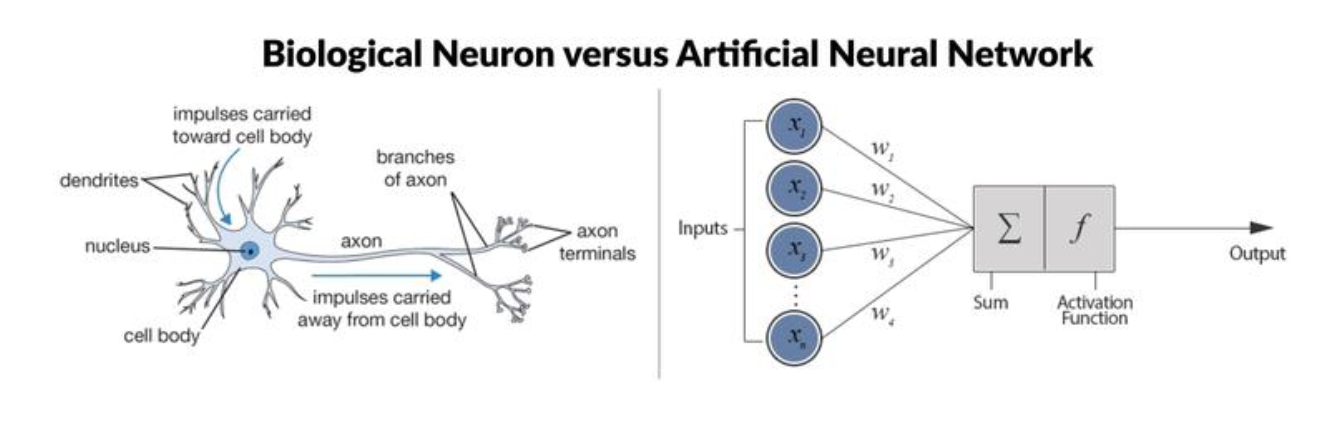 Biological Neuron versus Artificial Neural Network
impulses carried
toward cell body
dendrites
nucleus
cell body
axon
impulses carried
away from cell body
branches
of axon
axon
terminals
Inputs
x1
x2
x3
⋮
xn
w1
w2
w3
w4
Σ
f
Sum
Activation
Function
Output